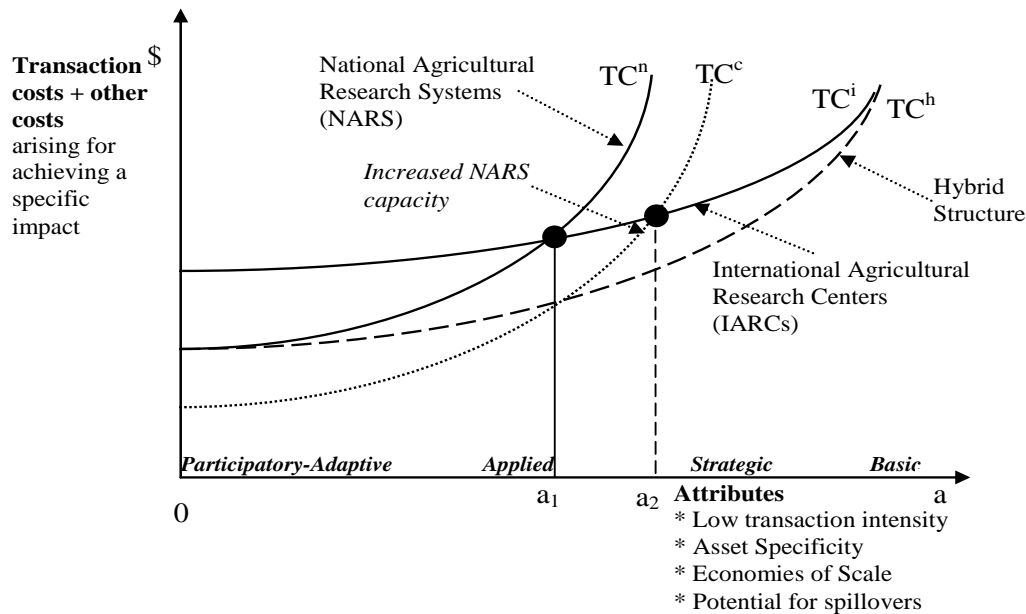 $
Transaction
costs + other
costs
arising for
achieving a
specific
impact
National Agricultural
Research Systems
(NARS)
TCⁿ
TCᶜ
TCⁱ
TCʰ
Increased NARS
capacity
Hybrid
Structure
International Agricultural
Research Centers
(IARCs)
Participatory-Adaptive Applied Strategic Basic
0 a₁ a₂ a
Attributes
* Low transaction intensity
* Asset Specificity
* Economies of Scale
* Potential for spillovers